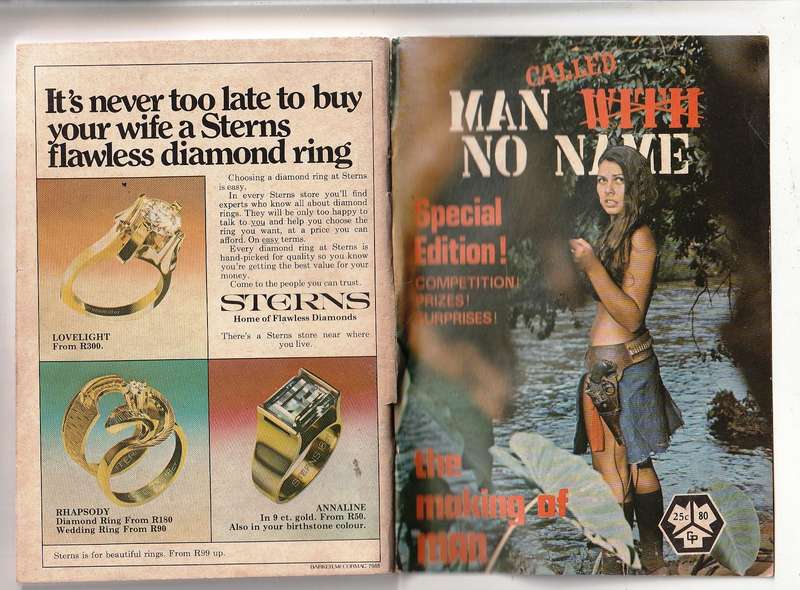 It's never too late to buy
your wife a Sterns
flawless diamond ring
Choosing a diamond ring at Sterns
is easy.
In every Sterns store you'll find
experts who know all about diamond
rings. They will be only too happy to
talk to you and help you choose the
ring you want, at a price you can
afford. On easy terms.
Every diamond ring at Sterns is
hand-picked for quality so you know
you're getting the best value for your
money.
Come to the people you can trust.
STERNS
Home of Flawless Diamonds
There's a Sterns store near where
you live.
LOVELIGHT
From R300.
RHAPSODY
Diamond Ring From R180
Wedding Ring From R90
ANNALINE
In 9 ct. gold. From R50.
Also in your birthstone colour.
Sterns is for beautiful rings. From R99 up.
BARKER McCORMAC 7988
CALLED
MAN WITH
NO NAME
Special
Edition!
COMPETITION!
PRIZES!
SURPRISES!
the
making of
MAN
25c 80
CP